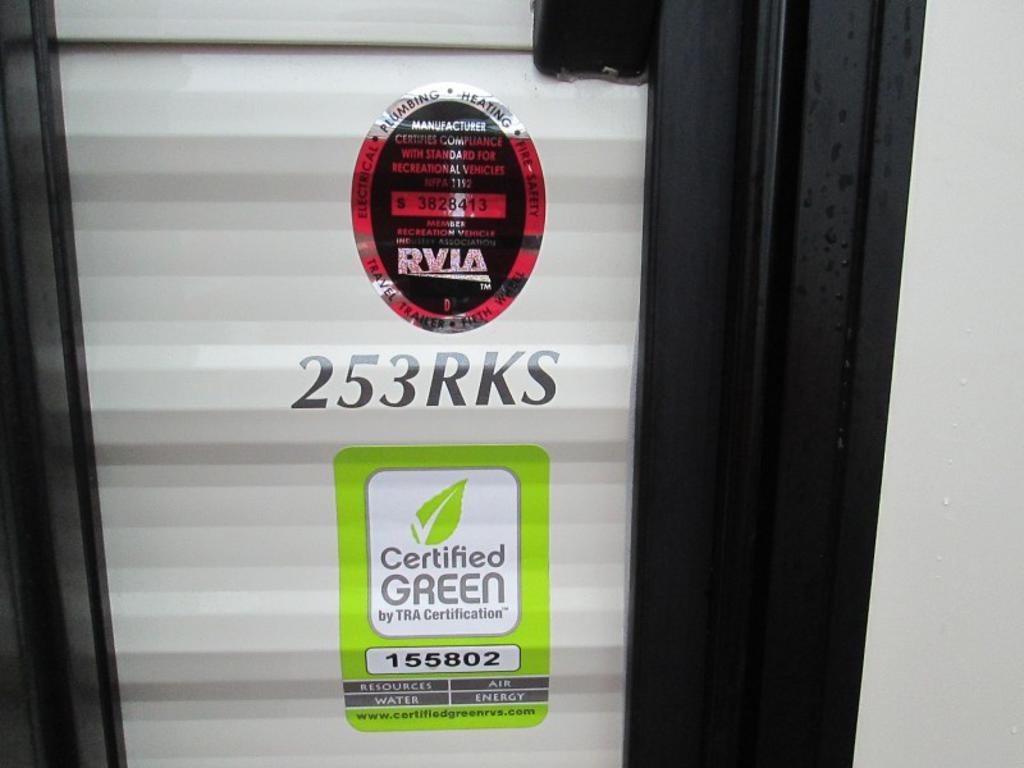 ELECTRICAL • PLUMBING • HEATING • FIRE SAFETY
MANUFACTURER
CERTIFIES COMPLIANCE
WITH STANDARD FOR
RECREATIONAL VEHICLES
NFPA 1192
S 3828413
MEMBER
RECREATION VEHICLE
INDUSTRY ASSOCIATION
RVIA
TM
D
TRAVEL TRAILER • FIFTH WHEEL
253RKS
Certified
GREEN
by TRA Certification™
155802
RESOURCES AIR
WATER ENERGY
www.certifiedgreenrvs.com